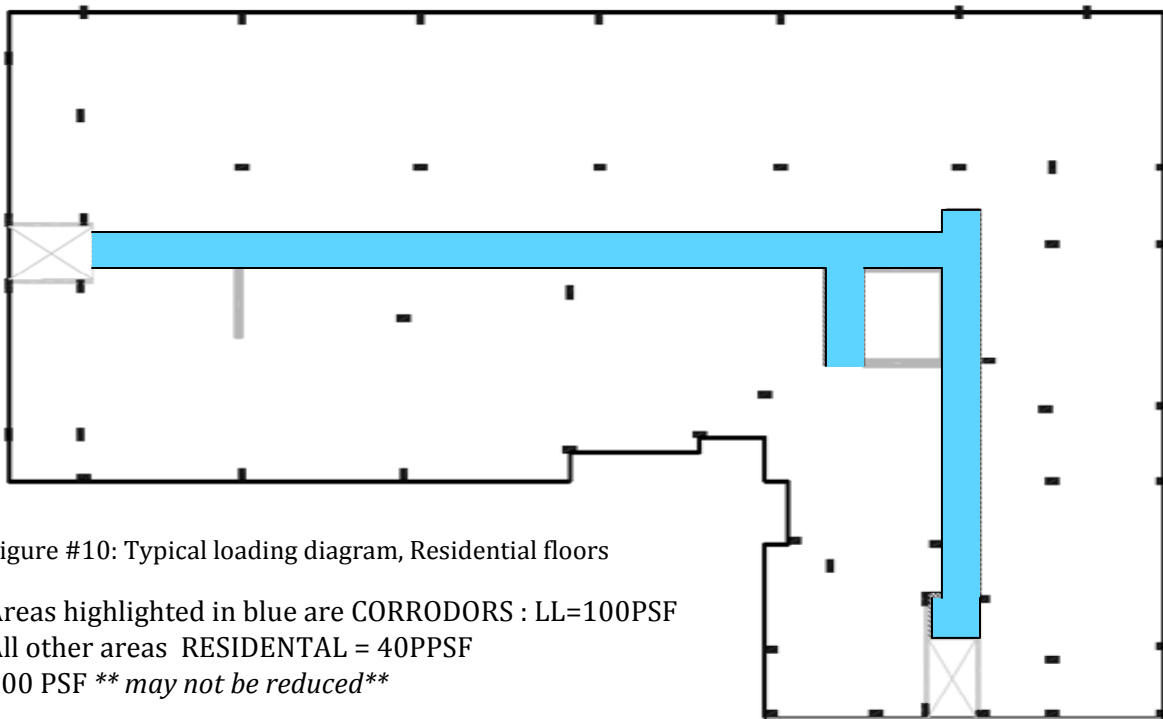 igure #10: Typical loading diagram, Residential floors
Areas highlighted in blue are CORRODORS : LL=100PSF
All other areas RESIDENTAL = 40PPSF
00 PSF ** may not be reduced**